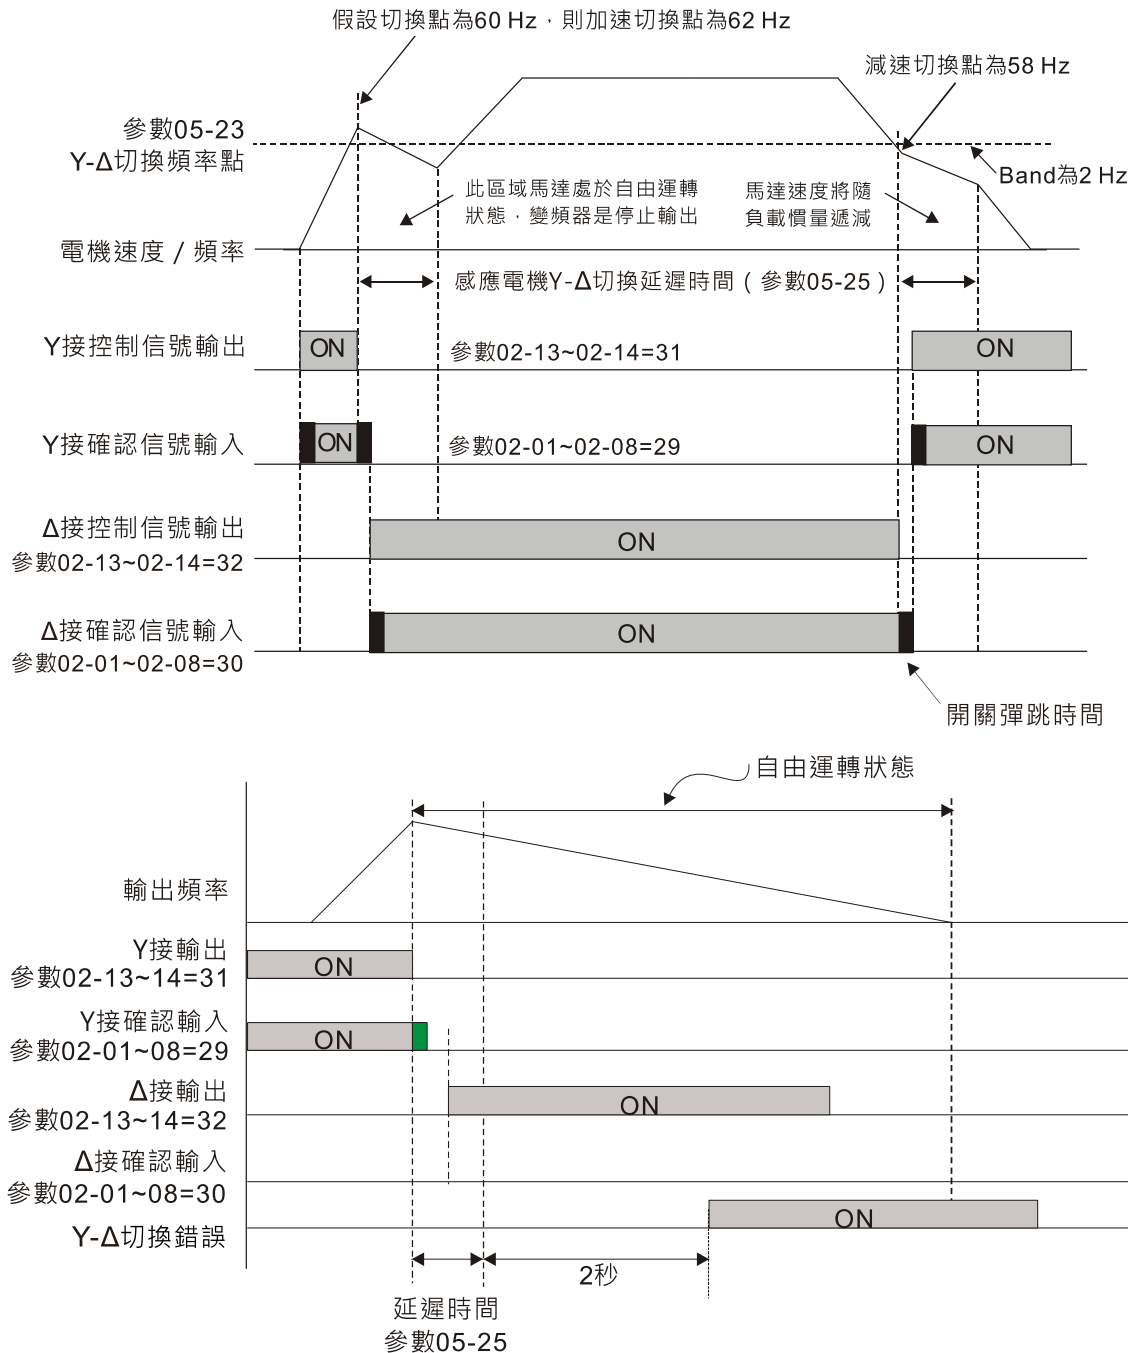 假設切換點為60 Hz，則加速切換點為62 Hz
減速切換點為58 Hz
參數05-23
Y-Δ切換頻率點
Band為2 Hz
此區域馬達處於自由運轉
狀態，變頻器是停止輸出
馬達速度將隨
負載慣量遞減
電機速度 / 頻率
感應電機Y-Δ切換延遲時間 ( 參數05-25 )
Y接控制信號輸出
ON
參數02-13~02-14=31
ON
Y接確認信號輸入
ON
參數02-01~02-08=29
ON
Δ接控制信號輸出
參數02-13~02-14=32
ON
Δ接確認信號輸入
參數02-01~02-08=30
ON
開關彈跳時間
自由運轉狀態
輸出頻率
Y接輸出
參數02-13~14=31
ON
Y接確認輸入
參數02-01~08=29
ON
Δ接輸出
參數02-13~14=32
ON
Δ接確認輸入
參數02-01~08=30
Y-Δ切換錯誤
ON
2秒
延遲時間
參數05-25